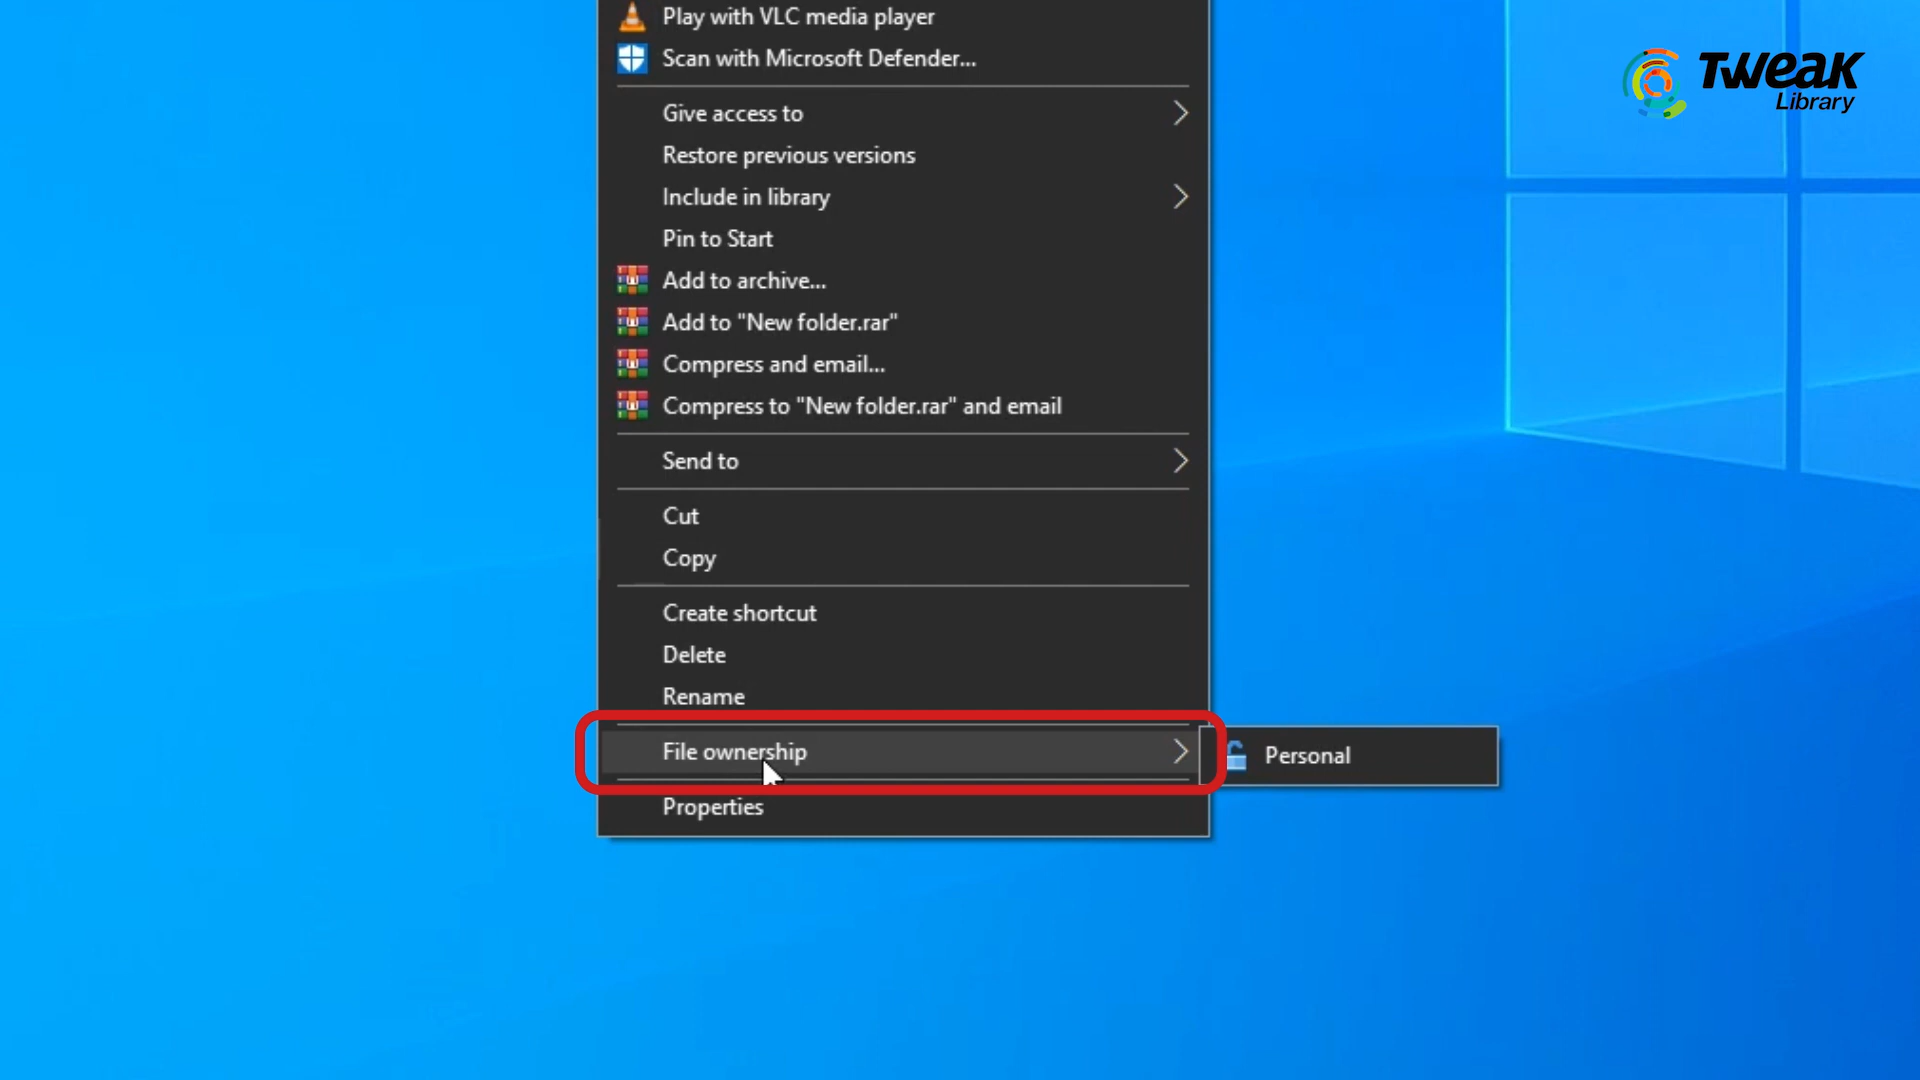 Play with VLC media player
Scan with Microsoft Defender...
Give access to
Restore previous versions
Include in library
Pin to Start
Add to archive...
Add to "New folder.rar"
Compress and email...
Compress to "New folder.rar" and email
Send to
Cut
Copy
Create shortcut
Delete
Rename
File ownership
Personal
Properties
TWEAK
Library